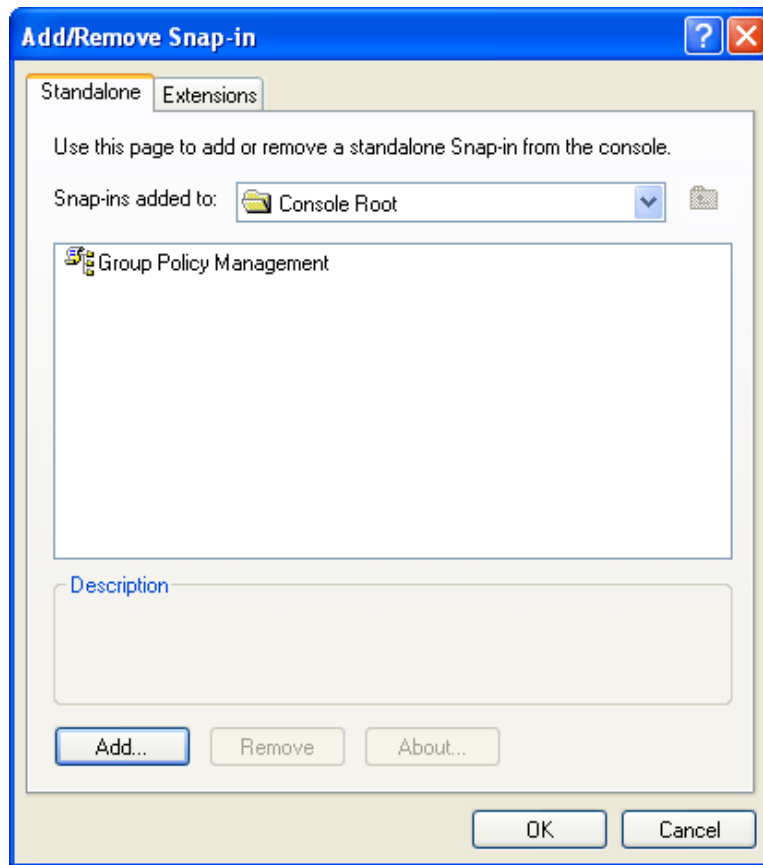 Add/Remove Snap-in
Standalone
Extensions
Use this page to add or remove a standalone Snap-in from the console.
Snap-ins added to:
Console Root
Group Policy Management
Description
Add...
Remove
About...
OK
Cancel